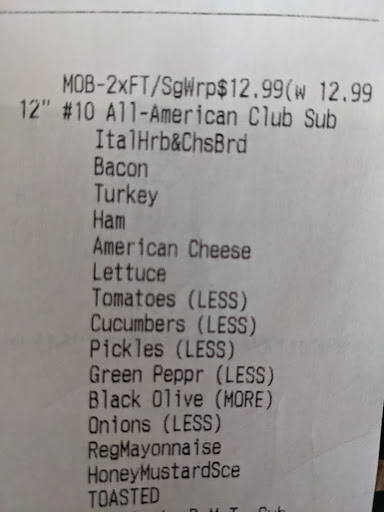 MOB-2xFT/SgWrp$12.99(w 12.99
12" #10 All-American Club Sub
ItalHrb&ChsBrd
Bacon
Turkey
Ham
American Cheese
Lettuce
Tomatoes (LESS)
Cucumbers (LESS)
Pickles (LESS)
Green Peppr (LESS)
Black Olive (MORE)
Onions (LESS)
RegMayonnaise
HoneyMustardSce
TOASTED